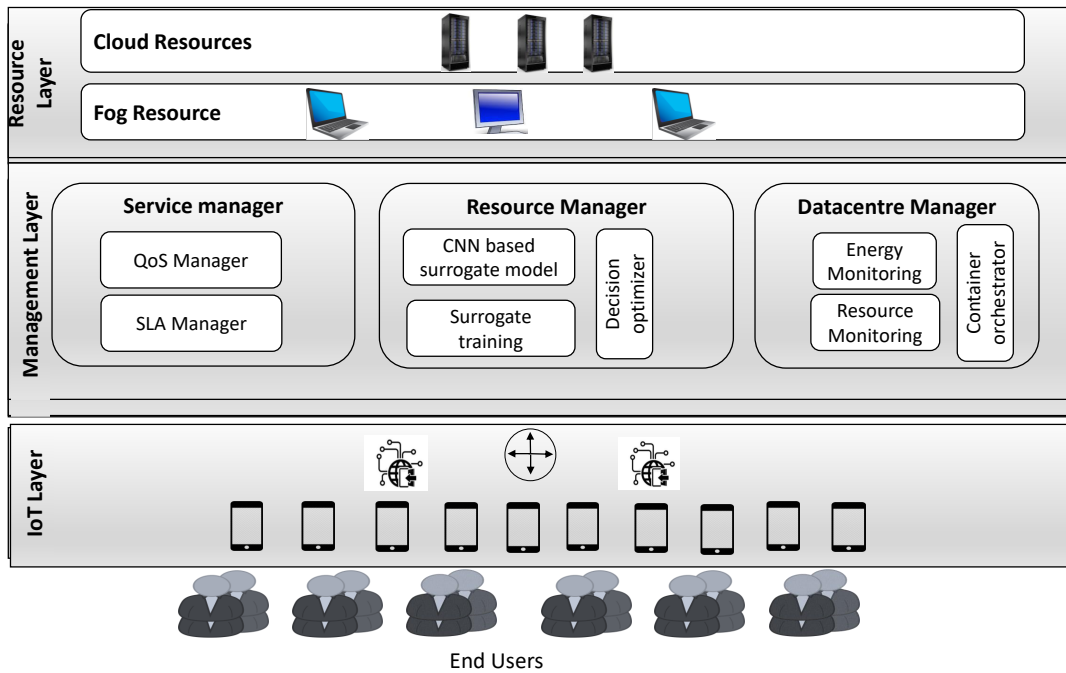 Resource
Layer
Cloud Resources
Fog Resource
Management Layer
Service manager
QoS Manager
SLA Manager
Resource Manager
CNN based
surrogate model
Surrogate
training
Decision
optimizer
Datacentre Manager
Energy
Monitoring
Resource
Monitoring
Container
orchestrator
IoT Layer
End Users